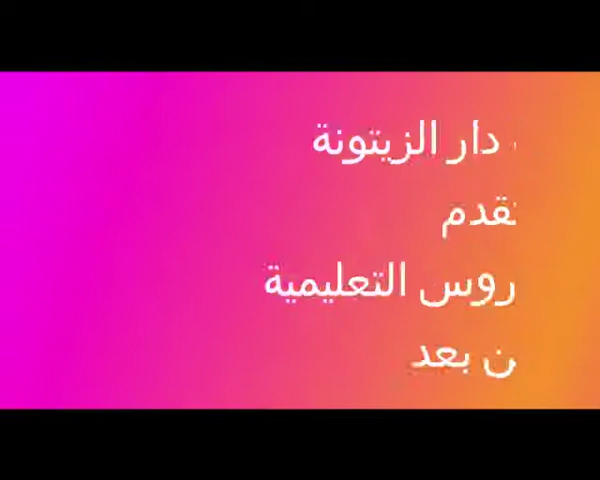 دار الزيتونة
قدم
روس التعليمية
ن بعد